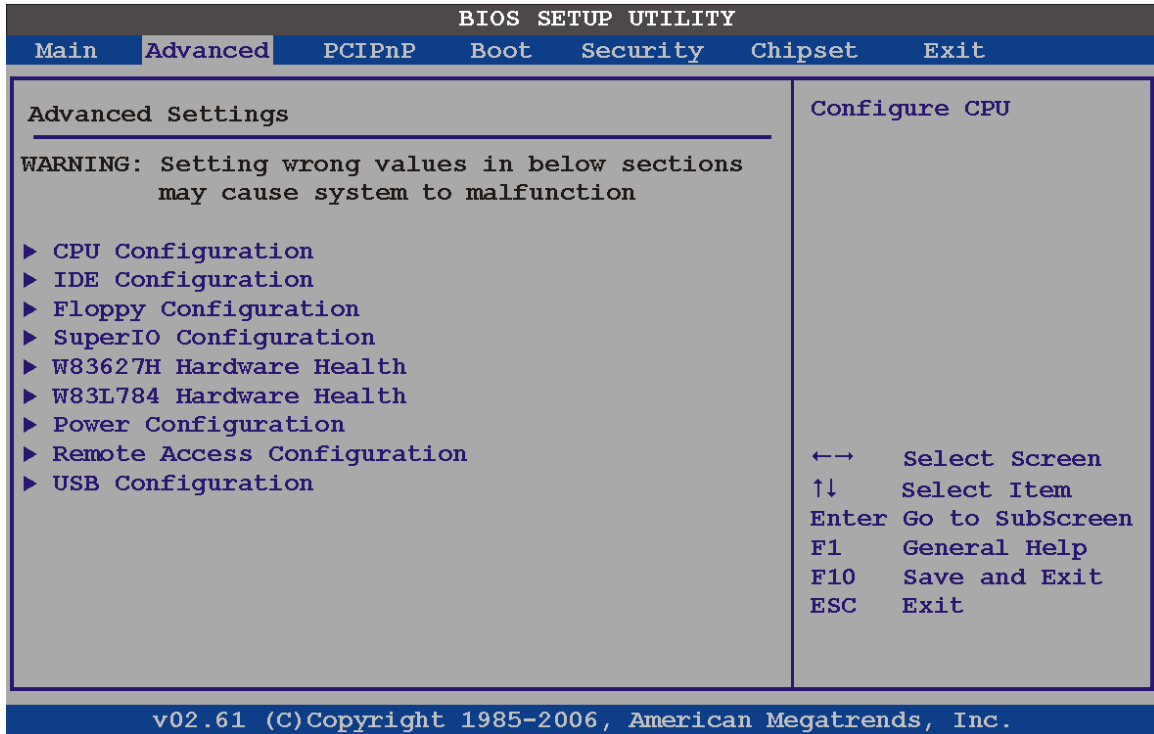 BIOS SETUP UTILITY
Main Advanced PCIPnP Boot Security Chipset Exit
Advanced Settings
WARNING: Setting wrong values in below sections
may cause system to malfunction
▶ CPU Configuration
▶ IDE Configuration
▶ Floppy Configuration
▶ SuperIO Configuration
▶ W83627H Hardware Health
▶ W83L784 Hardware Health
▶ Power Configuration
▶ Remote Access Configuration
▶ USB Configuration
Configure CPU
←→ Select Screen
↑↓ Select Item
Enter Go to SubScreen
F1 General Help
F10 Save and Exit
ESC Exit
v02.61 (C)Copyright 1985-2006, American Megatrends, Inc.